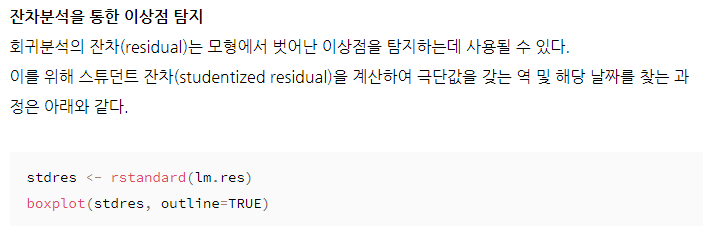 잔차분석을 통한 이상점 탐지
회귀분석의 잔차(residual)는 모형에서 벗어난 이상점을 탐지하는데 사용될 수 있다.
이를 위해 스튜던트 잔차(studentized residual)을 계산하여 극단값을 갖는 역 및 해당 날짜를 찾는 과
정은 아래와 같다.
stdres <- rstandard(lm.res)
boxplot(stdres, outline=TRUE)